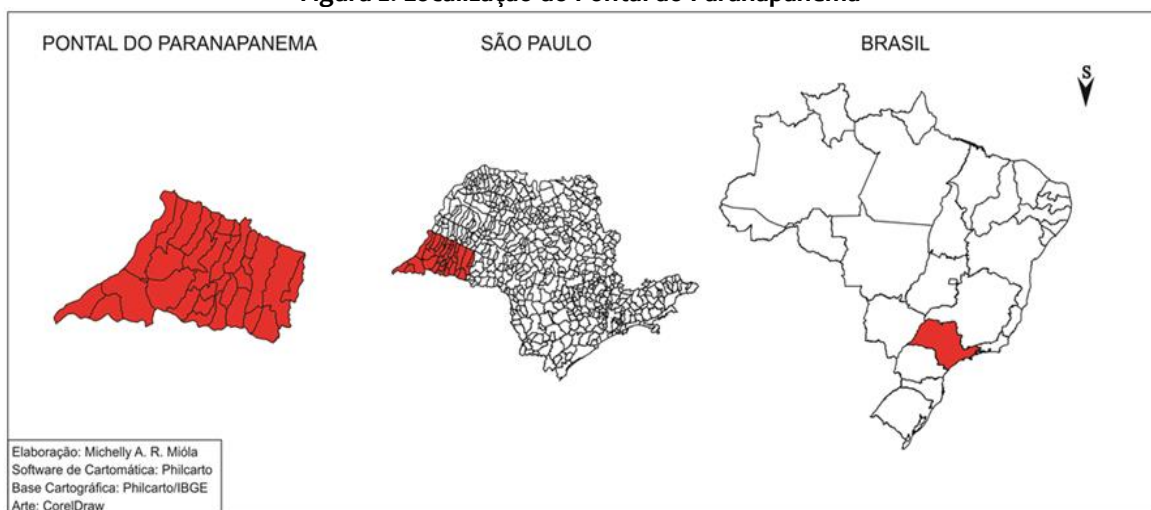 Figura 2: Localização do Pontal do Paranapanema
PONTAL DO PARANAPANEMA
SÃO PAULO
BRASIL
S
Elaboração: Michelly A. R. Mióla
Software de Cartomática: Philcarto
Base Cartográfica: Philcarto/IBGE
Arte: CorelDraw